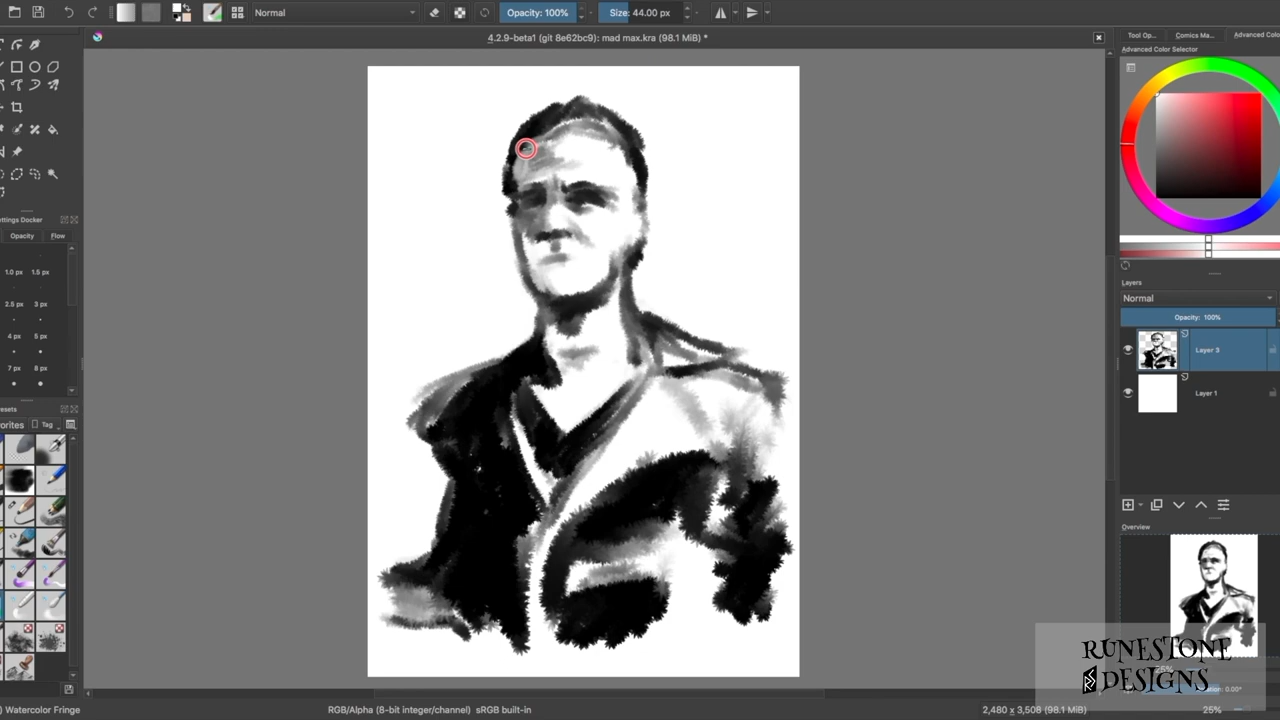 Normal
Opacity: 100%
Size: 44.00 px
4.2.9-beta1 (git 8e62bc9): mad max.kra (98.1 MiB) *
Tool Op...
Comics Ma...
Advanced Colo
Advanced Color Selector
ettings Docker
Opacity
Flow
1.0 px
1.5 px
2.5 px
3 px
4 px
5 px
7 px
8 px
esets
vorites
Tag
Layers
Normal
Opacity: 100%
Layer 3
Layer 1
Overview
RUNESTONE
DESIGNS
) Watercolor Fringe
RGB/Alpha (8-bit integer/channel) sRGB built-in
2,480 x 3,508 (98.1 MiB)
25%